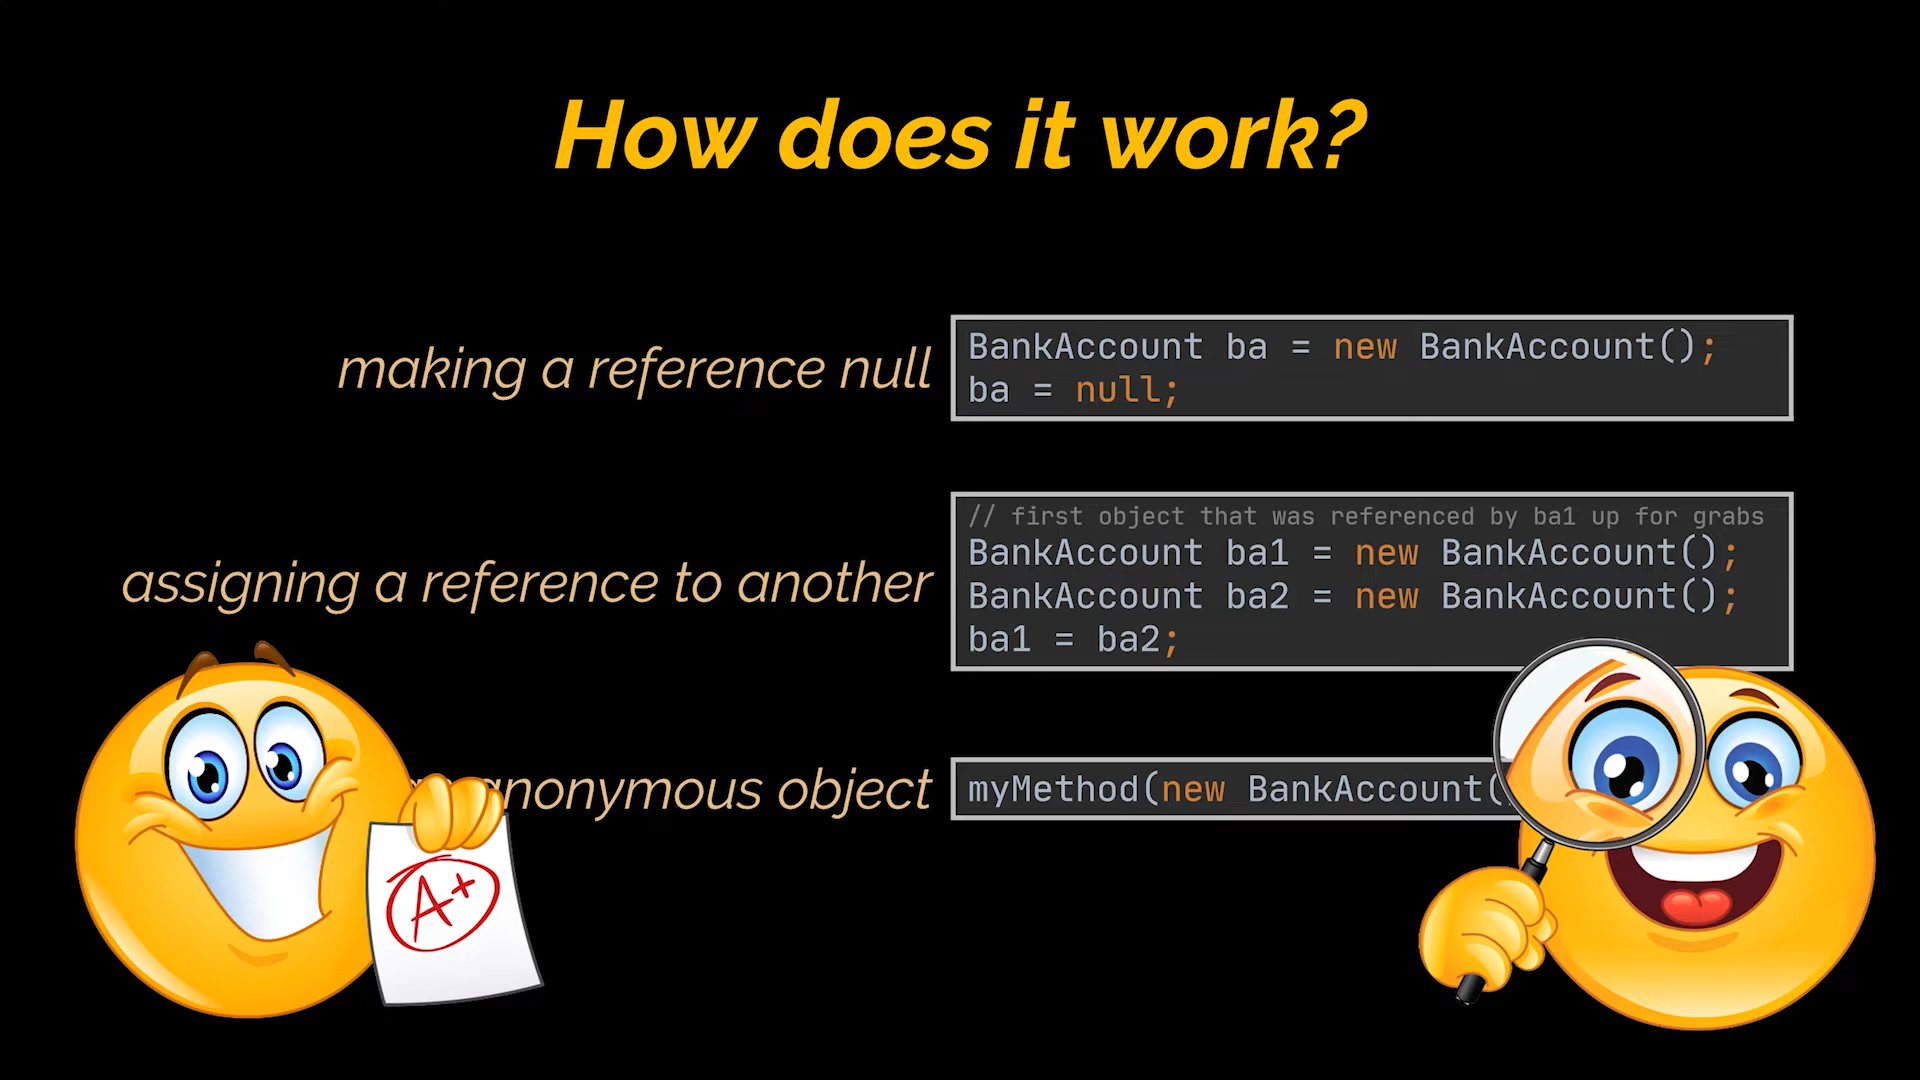 How does it work?
making a reference null
BankAccount ba = new BankAccount();
ba = null;
assigning a reference to another
// first object that was referenced by ba1 up for grabs
BankAccount ba1 = new BankAccount();
BankAccount ba2 = new BankAccount();
ba1 = ba2;
anonymous object
myMethod(new BankAccount(
A+